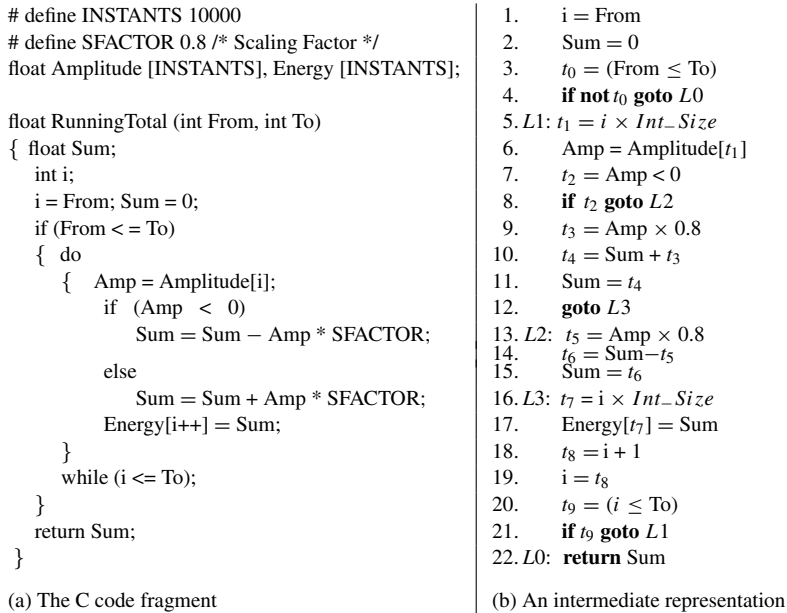 # define INSTANTS 10000
# define SFACTOR 0.8 /* Scaling Factor */
float Amplitude [INSTANTS], Energy [INSTANTS];
float RunningTotal (int From, int To)
{ float Sum;
int i;
i = From; Sum = 0;
if (From < = To)
{ do
{ Amp = Amplitude[i];
if (Amp < 0)
Sum = Sum − Amp * SFACTOR;
else
Sum = Sum + Amp * SFACTOR;
Energy[i++] = Sum;
}
while (i <= To);
}
return Sum;
}
(a) The C code fragment
1. i = From
2. Sum = 0
3. t0 = (From ≤ To)
4. if not t0 goto L0
5. L1: t1 = i × Int_Size
6. Amp = Amplitude[t1]
7. t2 = Amp < 0
8. if t2 goto L2
9. t3 = Amp × 0.8
10. t4 = Sum + t3
11. Sum = t4
12. goto L3
13. L2: t5 = Amp × 0.8
14. t6 = Sum−t5
15. Sum = t6
16. L3: t7 = i × Int_Size
17. Energy[t7] = Sum
18. t8 = i + 1
19. i = t8
20. t9 = (i ≤ To)
21. if t9 goto L1
22. L0: return Sum
(b) An intermediate representation